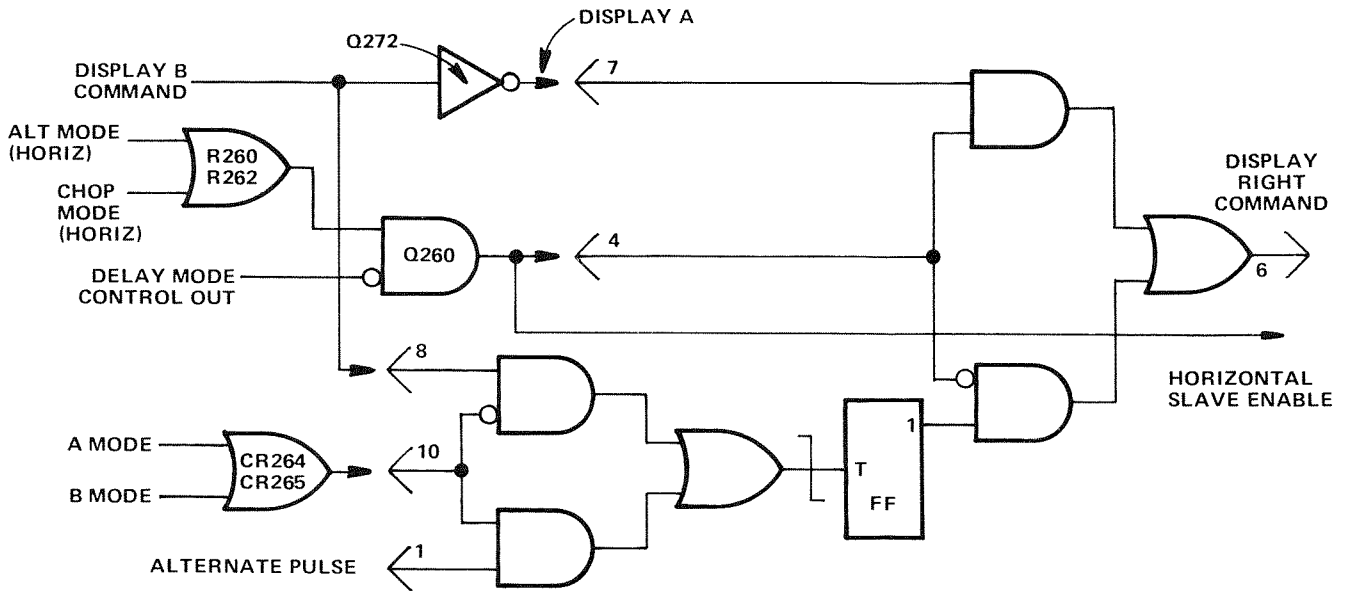 DISPLAY A
Q272
7
DISPLAY B
COMMAND
ALT MODE
(HORIZ)
R260
R262
CHOP
MODE
(HORIZ)
DISPLAY
RIGHT
COMMAND
Q260
4
6
DELAY MODE
CONTROL OUT
8
HORIZONTAL
SLAVE ENABLE
A MODE
B MODE
CR264
CR265
10
1
T
FF
ALTERNATE PULSE
1